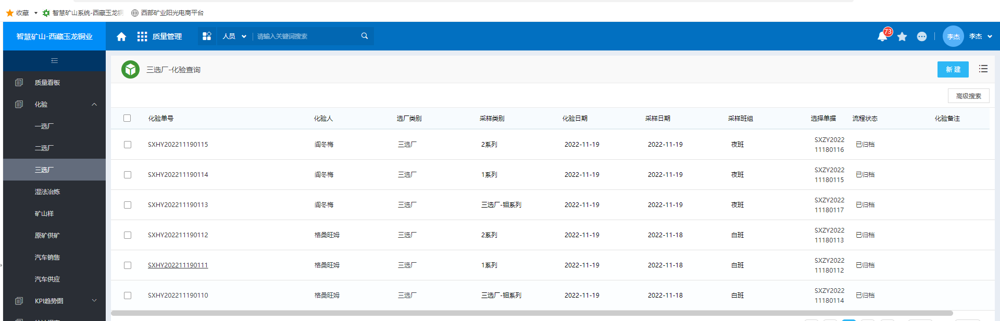 收藏 智慧矿山系统-西藏玉龙铜 西部矿业阳光电商平台
智慧矿山-西藏玉龙铜业 质量管理 人员 请输入关键词搜索 73 李杰 李杰
三选厂-化验查询 新 建
高级搜索
质量看板
化验
一选厂
二选厂
三选厂
湿法冶炼
矿山样
原矿供矿
汽车销售
汽车供应
KPI趋势图
化验单号 化验人 选厂类别 采样类别 化验日期 采样日期 采样班组 选择单据 流程状态 化验备注
SXHY202211190115 阎冬梅 三选厂 2系列 2022-11-19 2022-11-19 夜班 SXZY2022 已归档
11180116
SXHY202211190114 阎冬梅 三选厂 1系列 2022-11-19 2022-11-19 夜班 SXZY2022 已归档
11180115
SXHY202211190113 阎冬梅 三选厂 三选厂-钼系列 2022-11-19 2022-11-19 夜班 SXZY2022 已归档
11180117
SXHY202211190112 格桑旺姆 三选厂 2系列 2022-11-19 2022-11-18 白班 SXZY2022 已归档
11180113
SXHY202211190111 格桑旺姆 三选厂 1系列 2022-11-19 2022-11-18 白班 SXZY2022 已归档
11180112
SXHY202211190110 格桑旺姆 三选厂 三选厂-钼系列 2022-11-19 2022-11-18 白班 SXZY2022 已归档
11180114